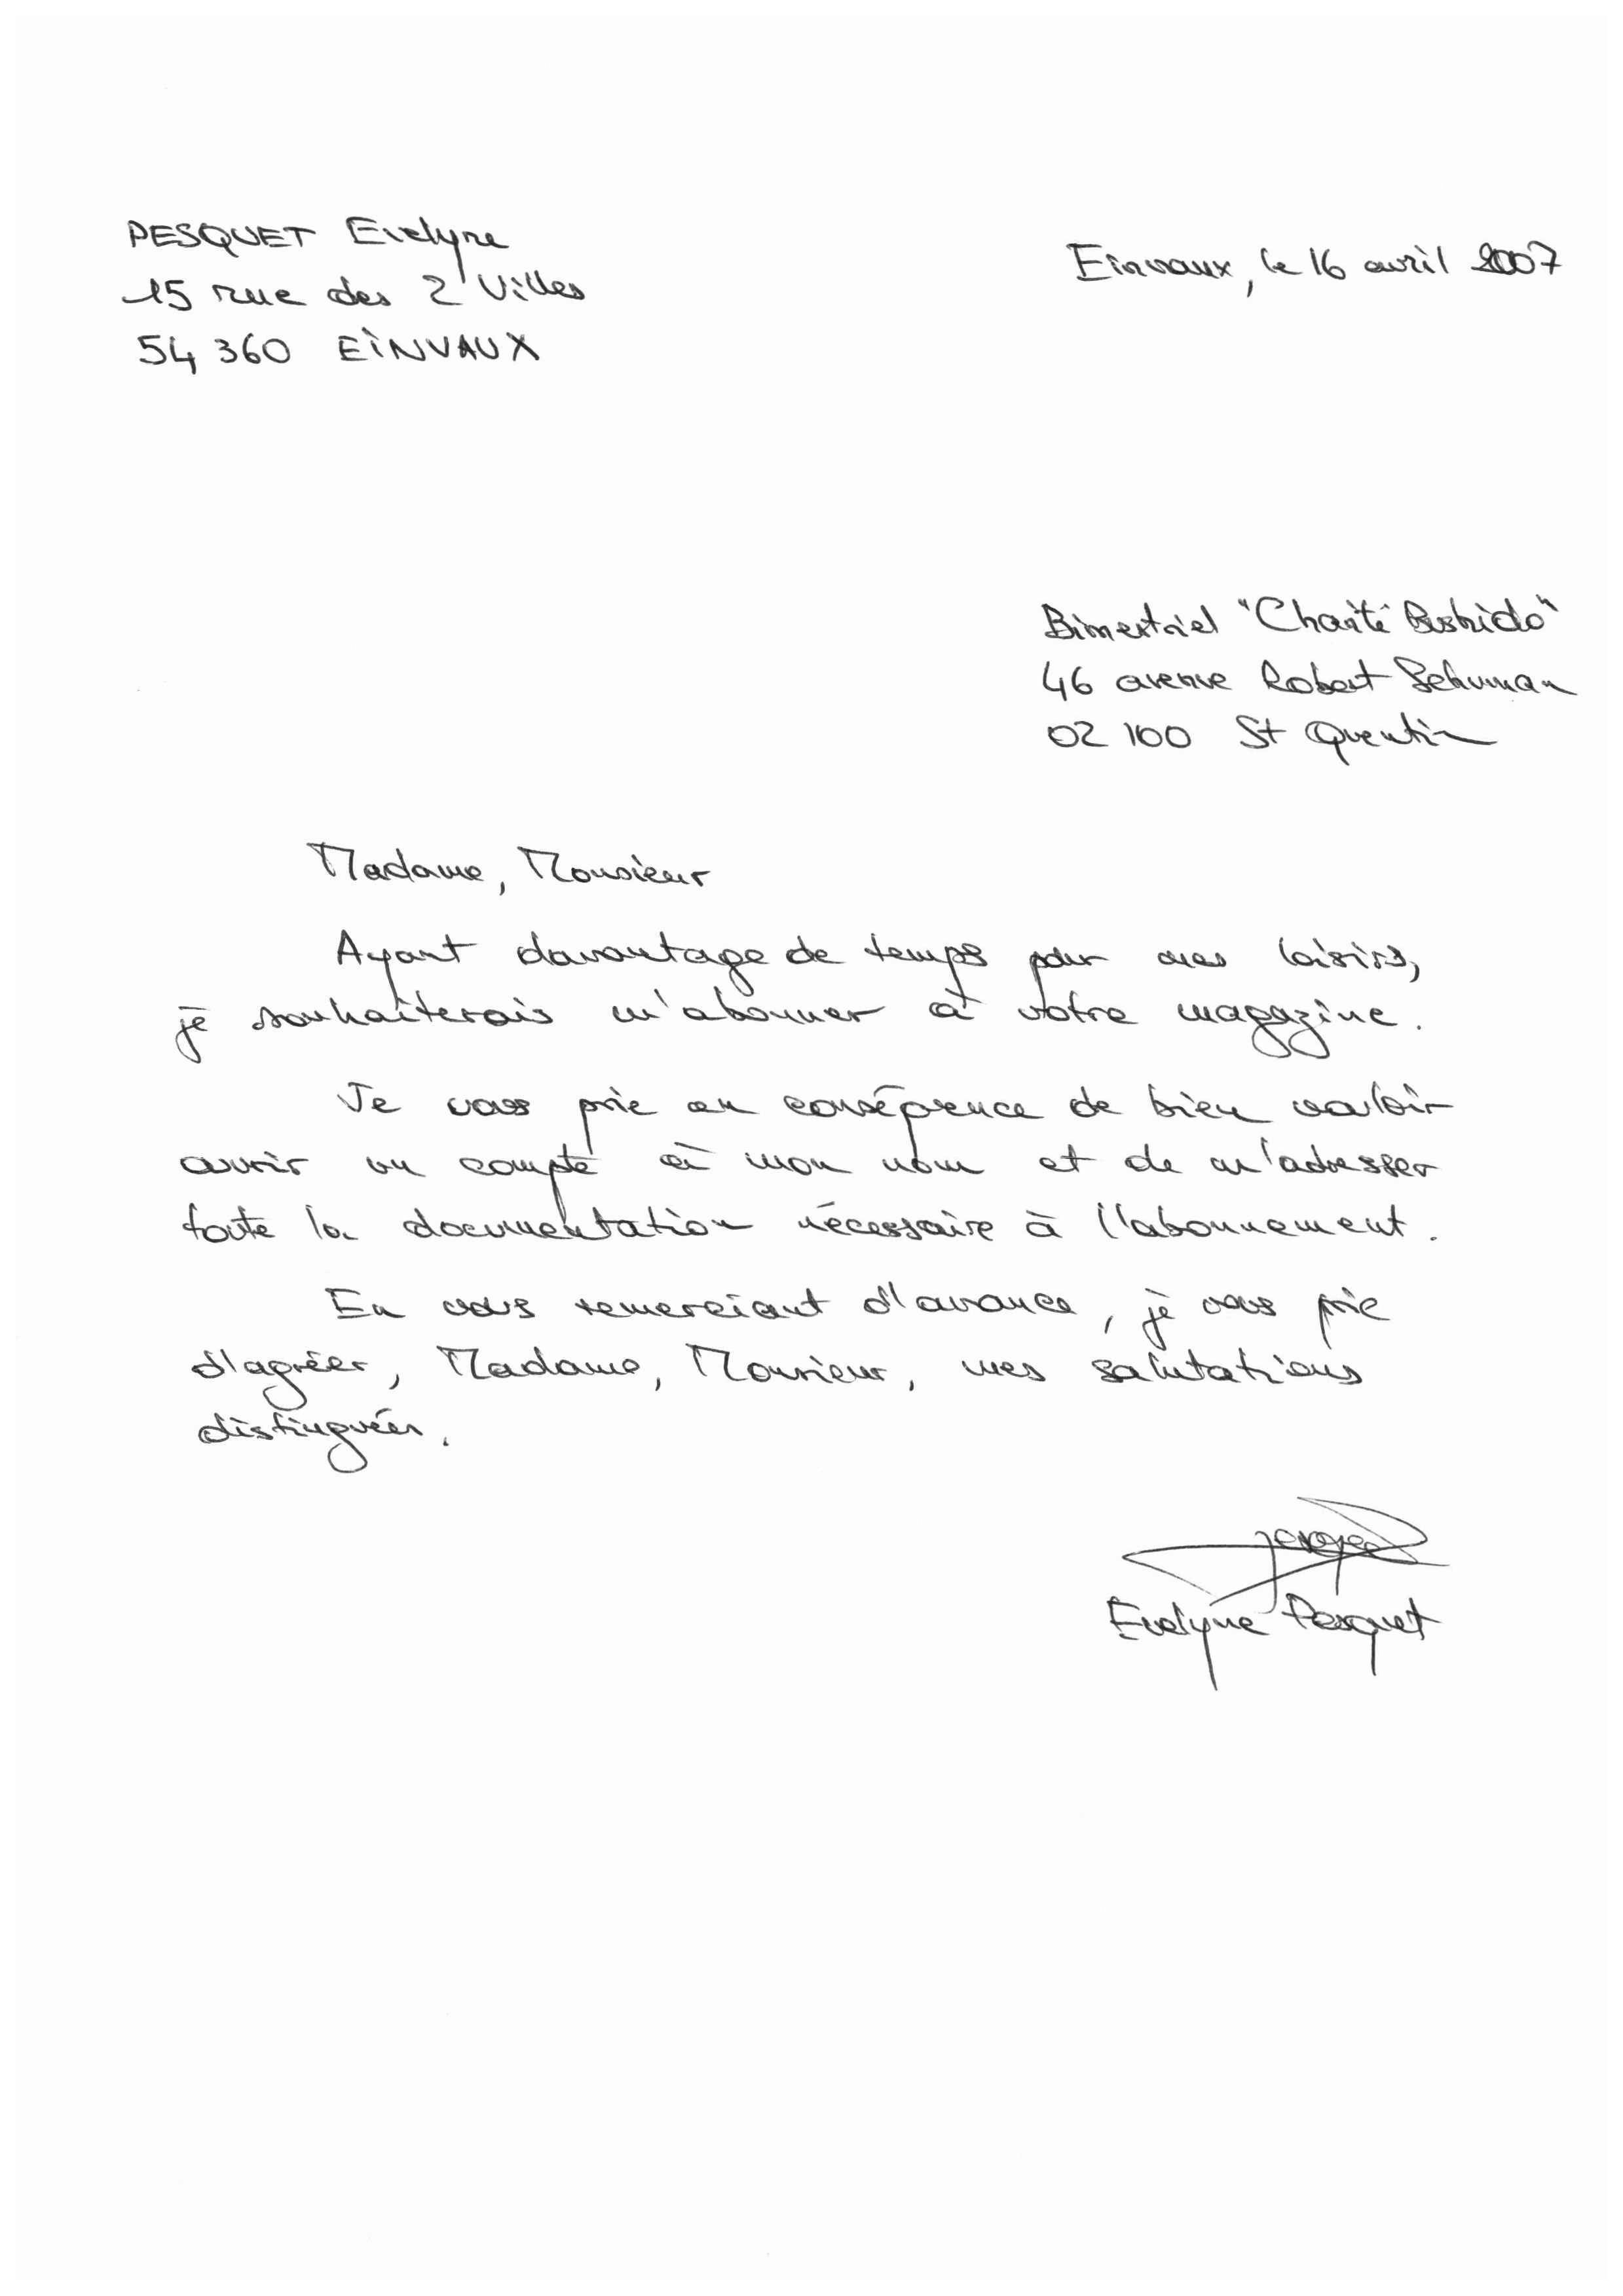 PESQUET Evelyne
15 rue des 2 Villes
54 360 EINVAUX
Einvaux, le 16 avril 2007
Bimestriel "Charité Bushido"
46 avenue Robert Schuman
02 100 St Quentin
Madame, Monsieur
Ayant davantage de temps pour mes loisirs,
je souhaiterais m'abonner à votre magazine.
Je vous prie en conséquence de bien vouloir
ouvrir un compte à mon nom et de m'adresser
toute la documentation nécessaire à l'abonnement.
En vous remerciant d'avance, je vous prie
d'agréer, Madame, Monsieur, mes salutations
distinguées.
Evelyne Pesquet